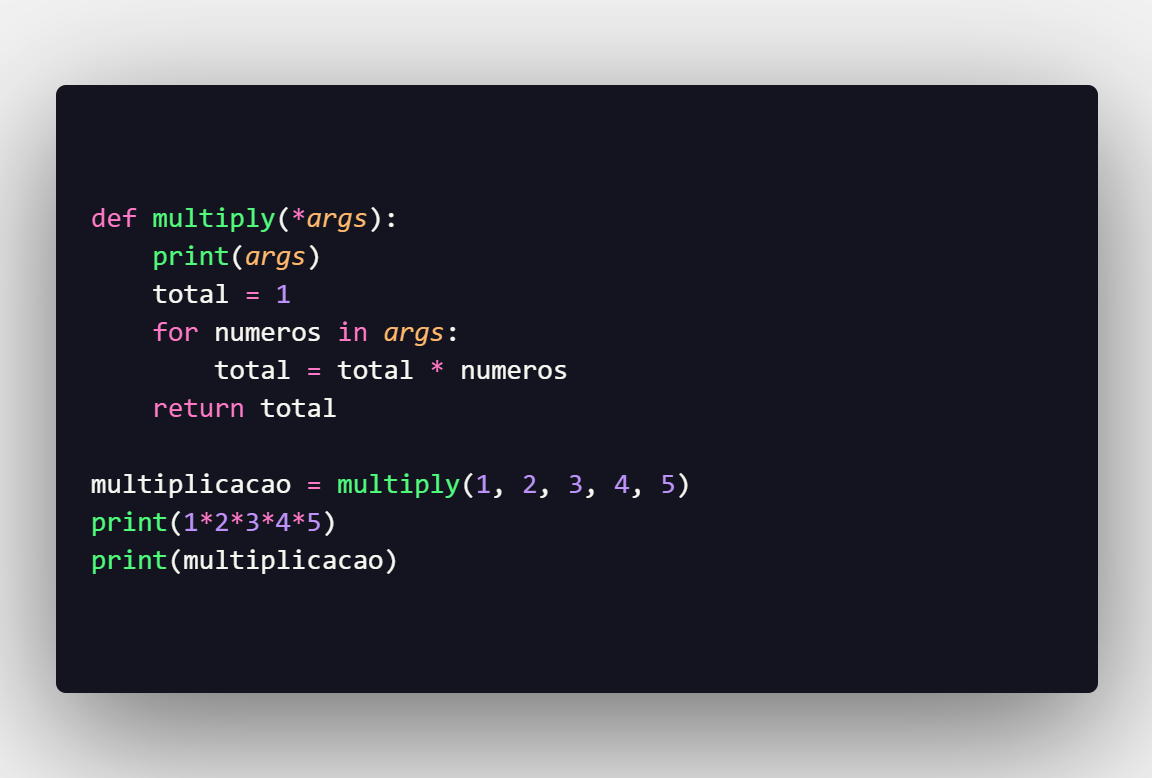 def multiply(*args):
    print(args)
    total = 1
    for numeros in args:
        total = total * numeros
    return total

multiplicacao = multiply(1, 2, 3, 4, 5)
print(1*2*3*4*5)
print(multiplicacao)